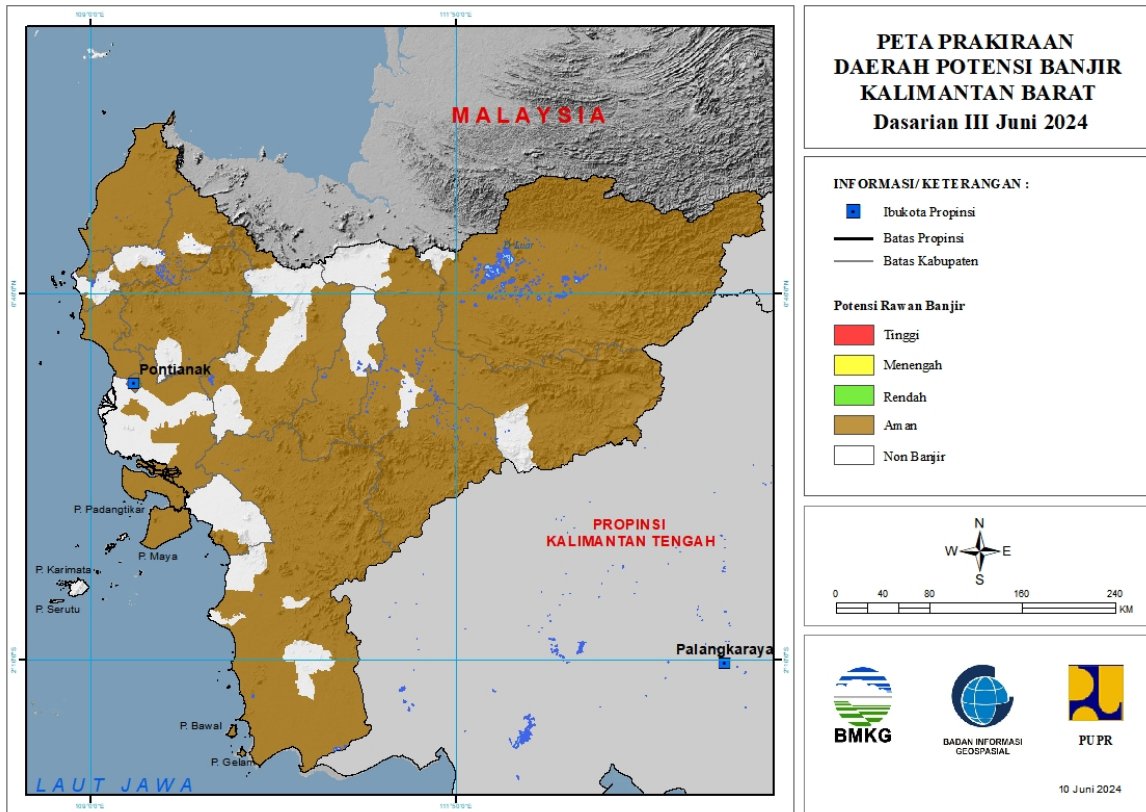 PETA PRAKIRAAN
DAERAH POTENSI BANJIR
KALIMANTAN BARAT
Dasarian III Juni 2024
INFORMASI/ KETERANGAN :
Ibukota Propinsi
Batas Propinsi
Batas Kabupaten
Potensi Rawan Banjir
Tinggi
Menengah
Rendah
Aman
Non Banjir
N
W E
S
0 40 80 160 240
KM
BMKG
BADAN INFORMASI
GEOSPASIAL
PUPR
10 Juni 2024
MALAYSIA
Pontianak
P. Padangtikar
P. Maya
P. Karimata
P. Serutu
PROPINSI
KALIMANTAN TENGAH
Palangkaraya
P. Bawal
P. Gelam
LAUT JAWA